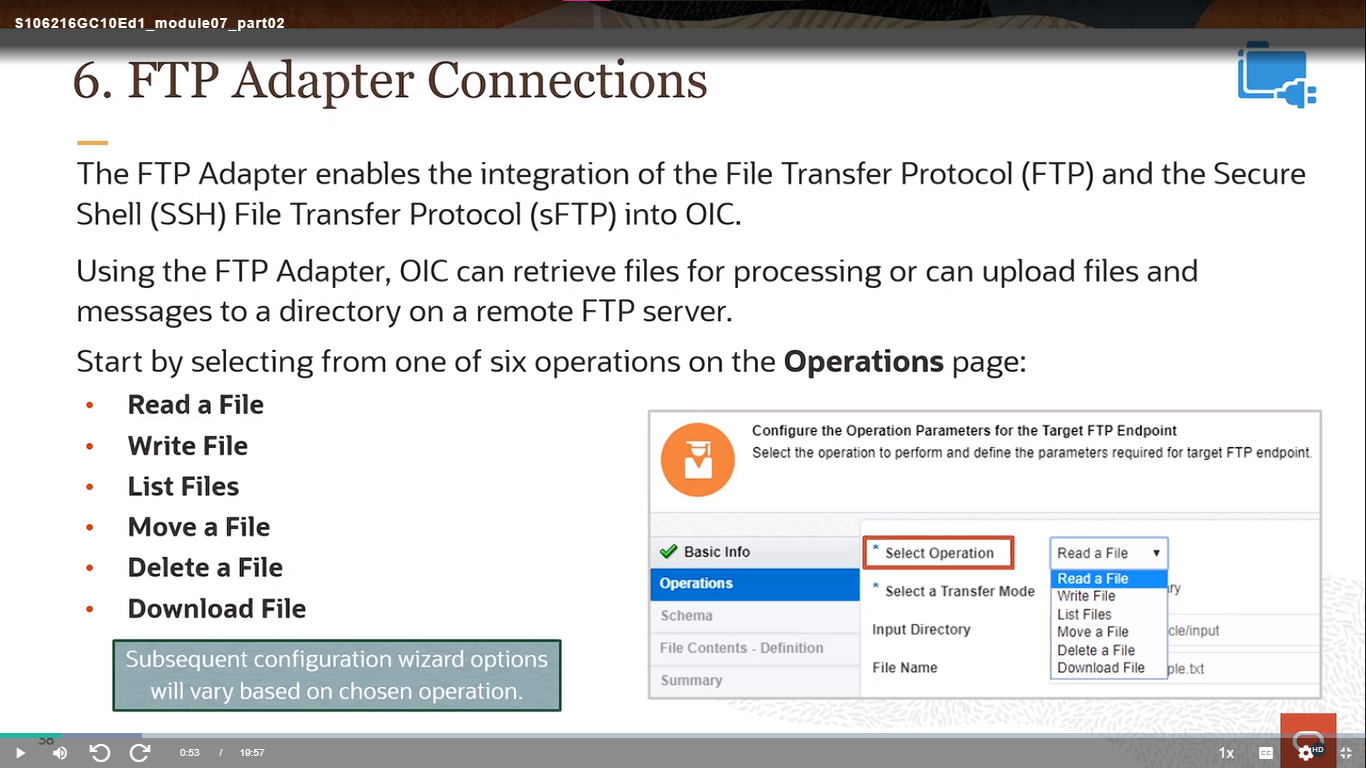 S106216GC10Ed1_module07_part02
6. FTP Adapter Connections
The FTP Adapter enables the integration of the File Transfer Protocol (FTP) and the Secure
Shell (SSH) File Transfer Protocol (sFTP) into OIC.
Using the FTP Adapter, OIC can retrieve files for processing or can upload files and
messages to a directory on a remote FTP server.
Start by selecting from one of six operations on the Operations page:
• Read a File
• Write File
• List Files
• Move a File
• Delete a File
• Download File
Subsequent configuration wizard options
will vary based on chosen operation.
Configure the Operation Parameters for the Target FTP Endpoint
Select the operation to perform and define the parameters required for target FTP endpoint.
Basic Info
Operations
Schema
File Contents - Definition
Summary
* Select Operation
Read a File
* Select a Transfer Mode
Input Directory
File Name
Read a File
Write File
List Files
Move a File
Delete a File
Download File
ry
cle/input
ple.txt
0:53 / 19:57
1x
CC
HD